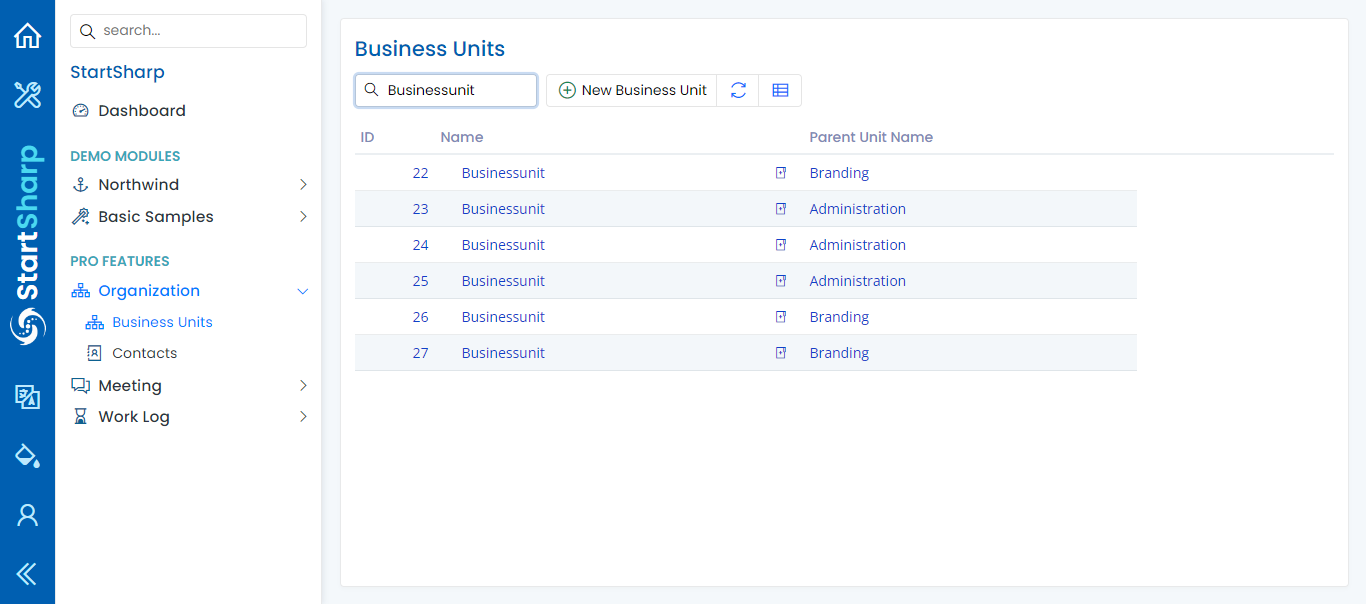 StartSharp
search...
StartSharp
Dashboard
DEMO MODULES
Northwind
Basic Samples
PRO FEATURES
Organization
Business Units
Contacts
Meeting
Work Log
Business Units
Businessunit
New Business Unit
ID Name Parent Unit Name
22 Businessunit Branding
23 Businessunit Administration
24 Businessunit Administration
25 Businessunit Administration
26 Businessunit Branding
27 Businessunit Branding